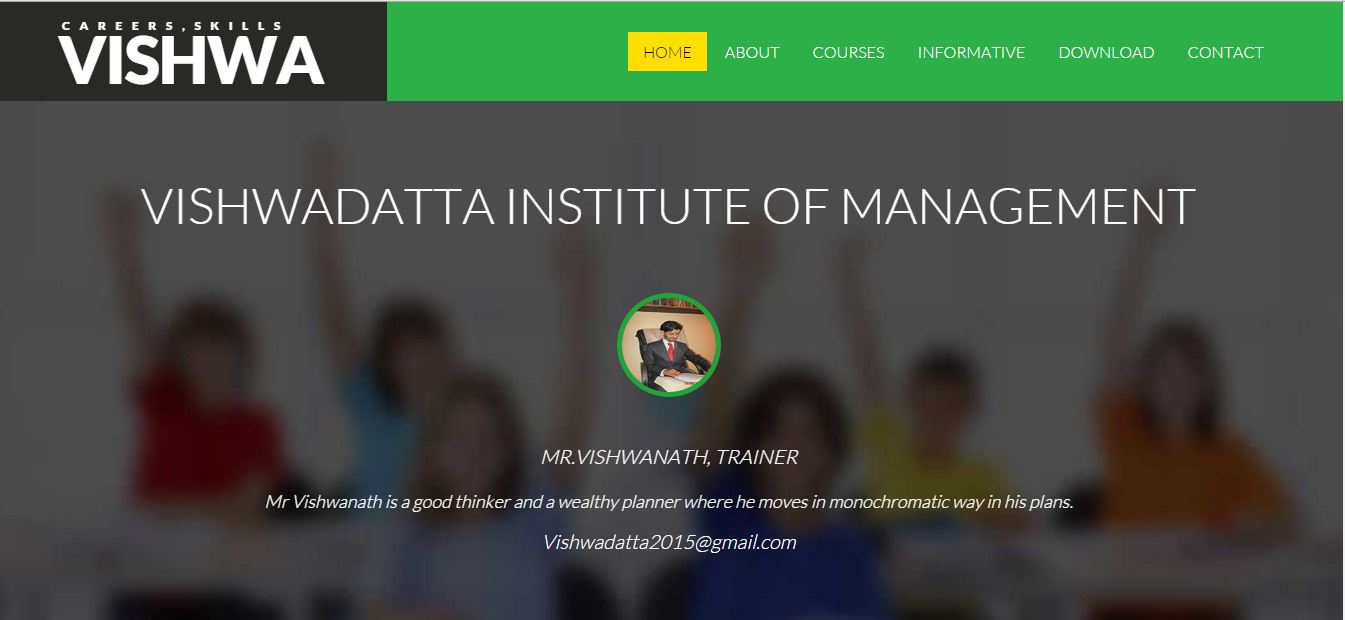 CAREERS,SKILLS
VISHWA
HOME ABOUT COURSES INFORMATIVE DOWNLOAD CONTACT
VISHWADATTA INSTITUTE OF MANAGEMENT
MR.VISHWANATH, TRAINER
Mr Vishwanath is a good thinker and a wealthy planner where he moves in monochromatic way in his plans.
Vishwadatta2015@gmail.com